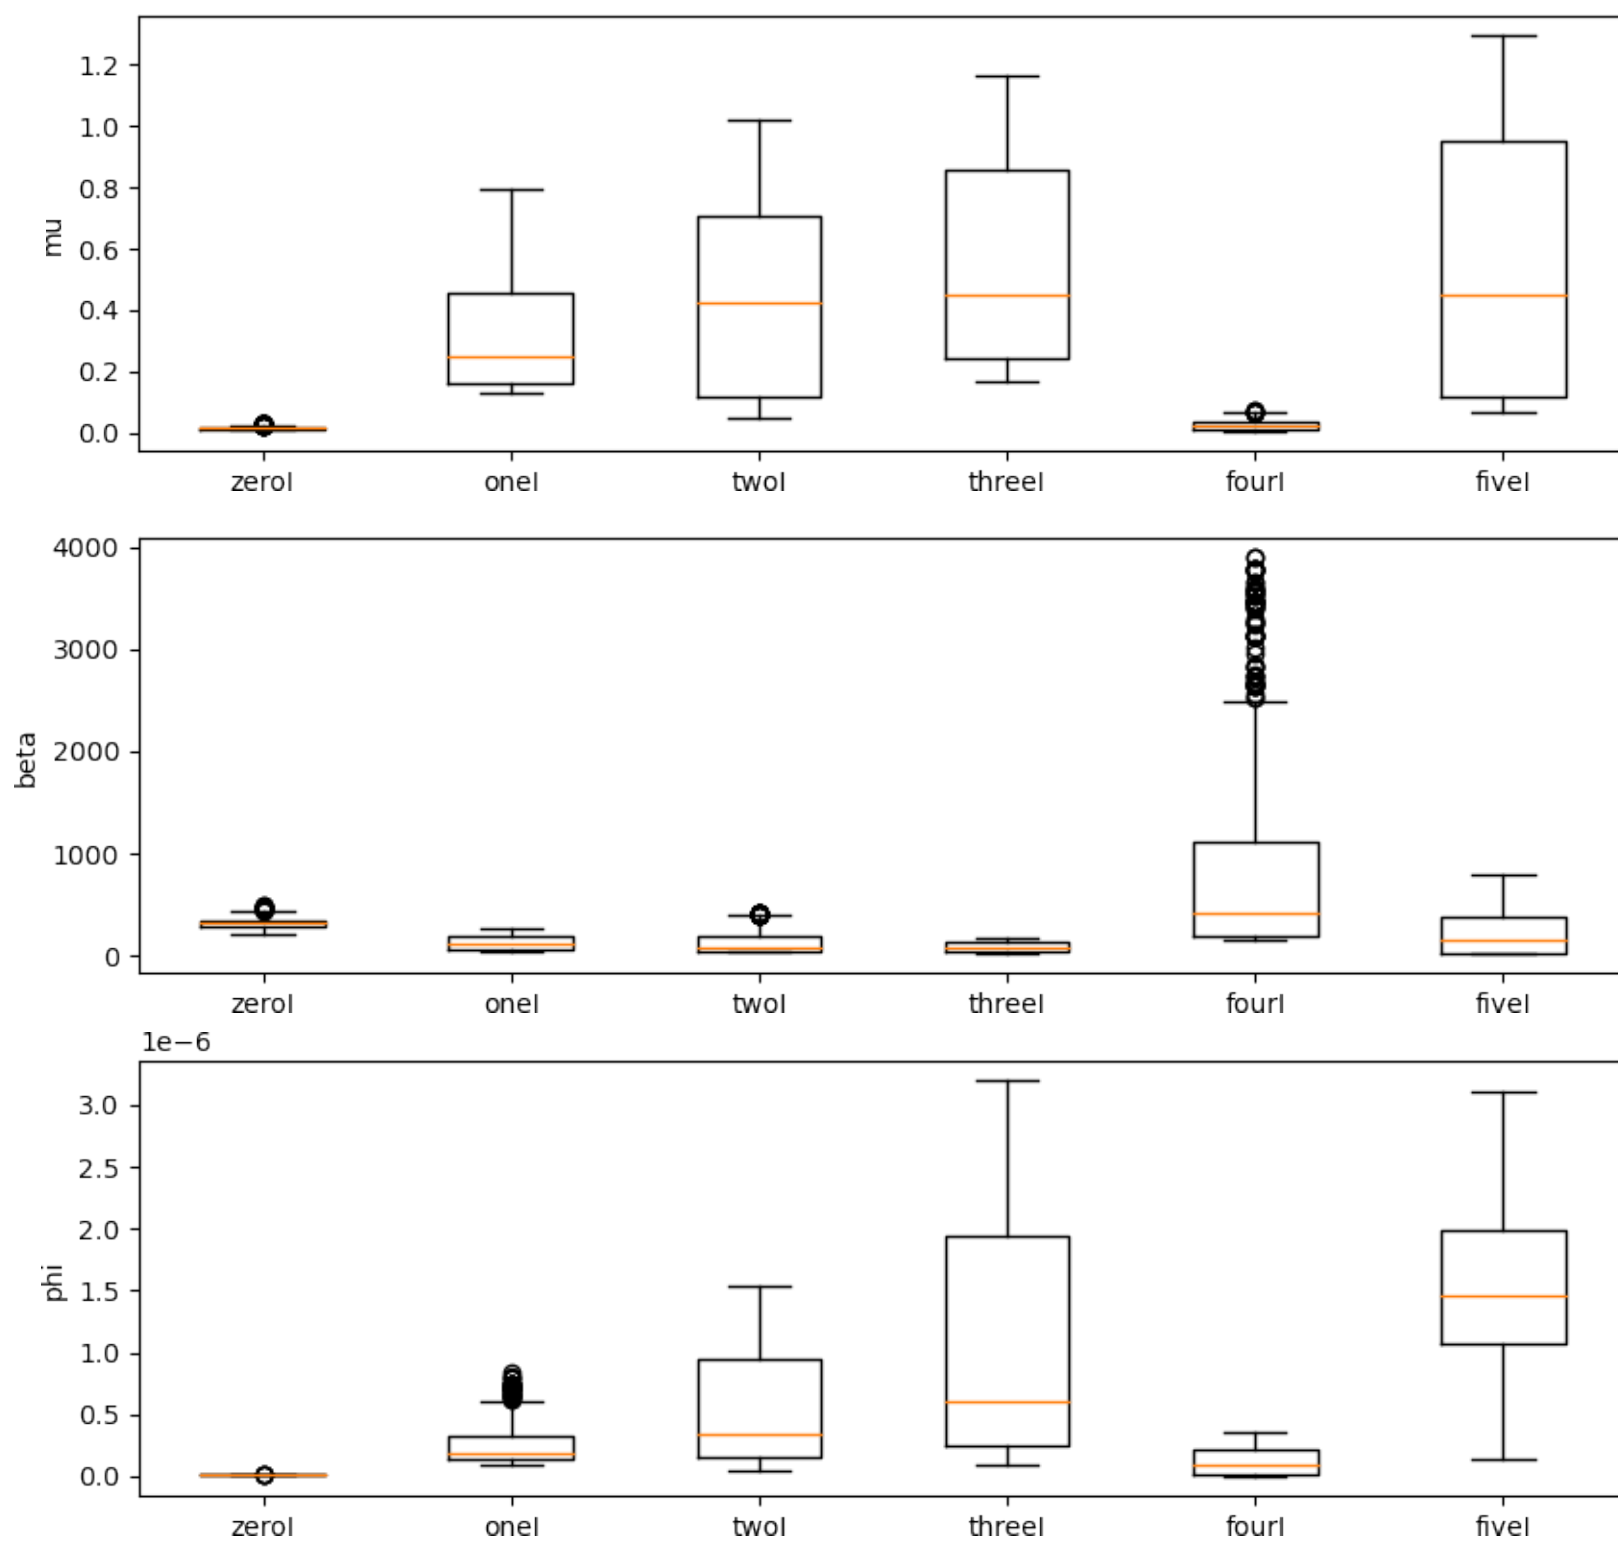 1.2
1.0
0.8
0.6
0.4
0.2
0.0
mu
zerol onel twol threel fourl fivel
4000
3000
2000
1000
0
beta
zerol onel twol threel fourl fivel
1e−6
3.0
2.5
2.0
1.5
1.0
0.5
0.0
phi
zerol onel twol threel fourl fivel